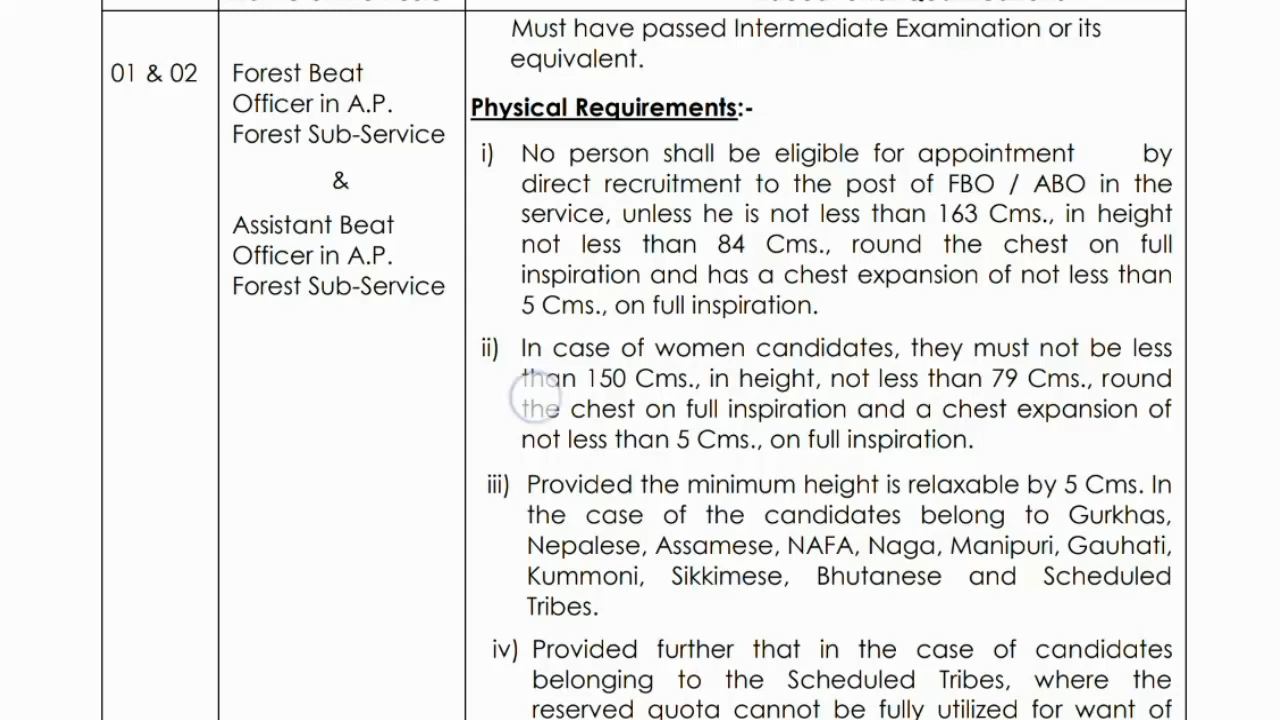 Must have passed Intermediate Examination or its
equivalent.
01 & 02
Forest Beat
Officer in A.P.
Forest Sub-Service
&
Assistant Beat
Officer in A.P.
Forest Sub-Service
Physical Requirements:-
i) No person shall be eligible for appointment by
direct recruitment to the post of FBO / ABO in the
service, unless he is not less than 163 Cms., in height
not less than 84 Cms., round the chest on full
inspiration and has a chest expansion of not less than
5 Cms., on full inspiration.
ii) In case of women candidates, they must not be less
than 150 Cms., in height, not less than 79 Cms., round
the chest on full inspiration and a chest expansion of
not less than 5 Cms., on full inspiration.
iii) Provided the minimum height is relaxable by 5 Cms. In
the case of the candidates belong to Gurkhas,
Nepalese, Assamese, NAFA, Naga, Manipuri, Gauhati,
Kummoni, Sikkimese, Bhutanese and Scheduled
Tribes.
iv) Provided further that in the case of candidates
belonging to the Scheduled Tribes, where the
reserved quota cannot be fully utilized for want of